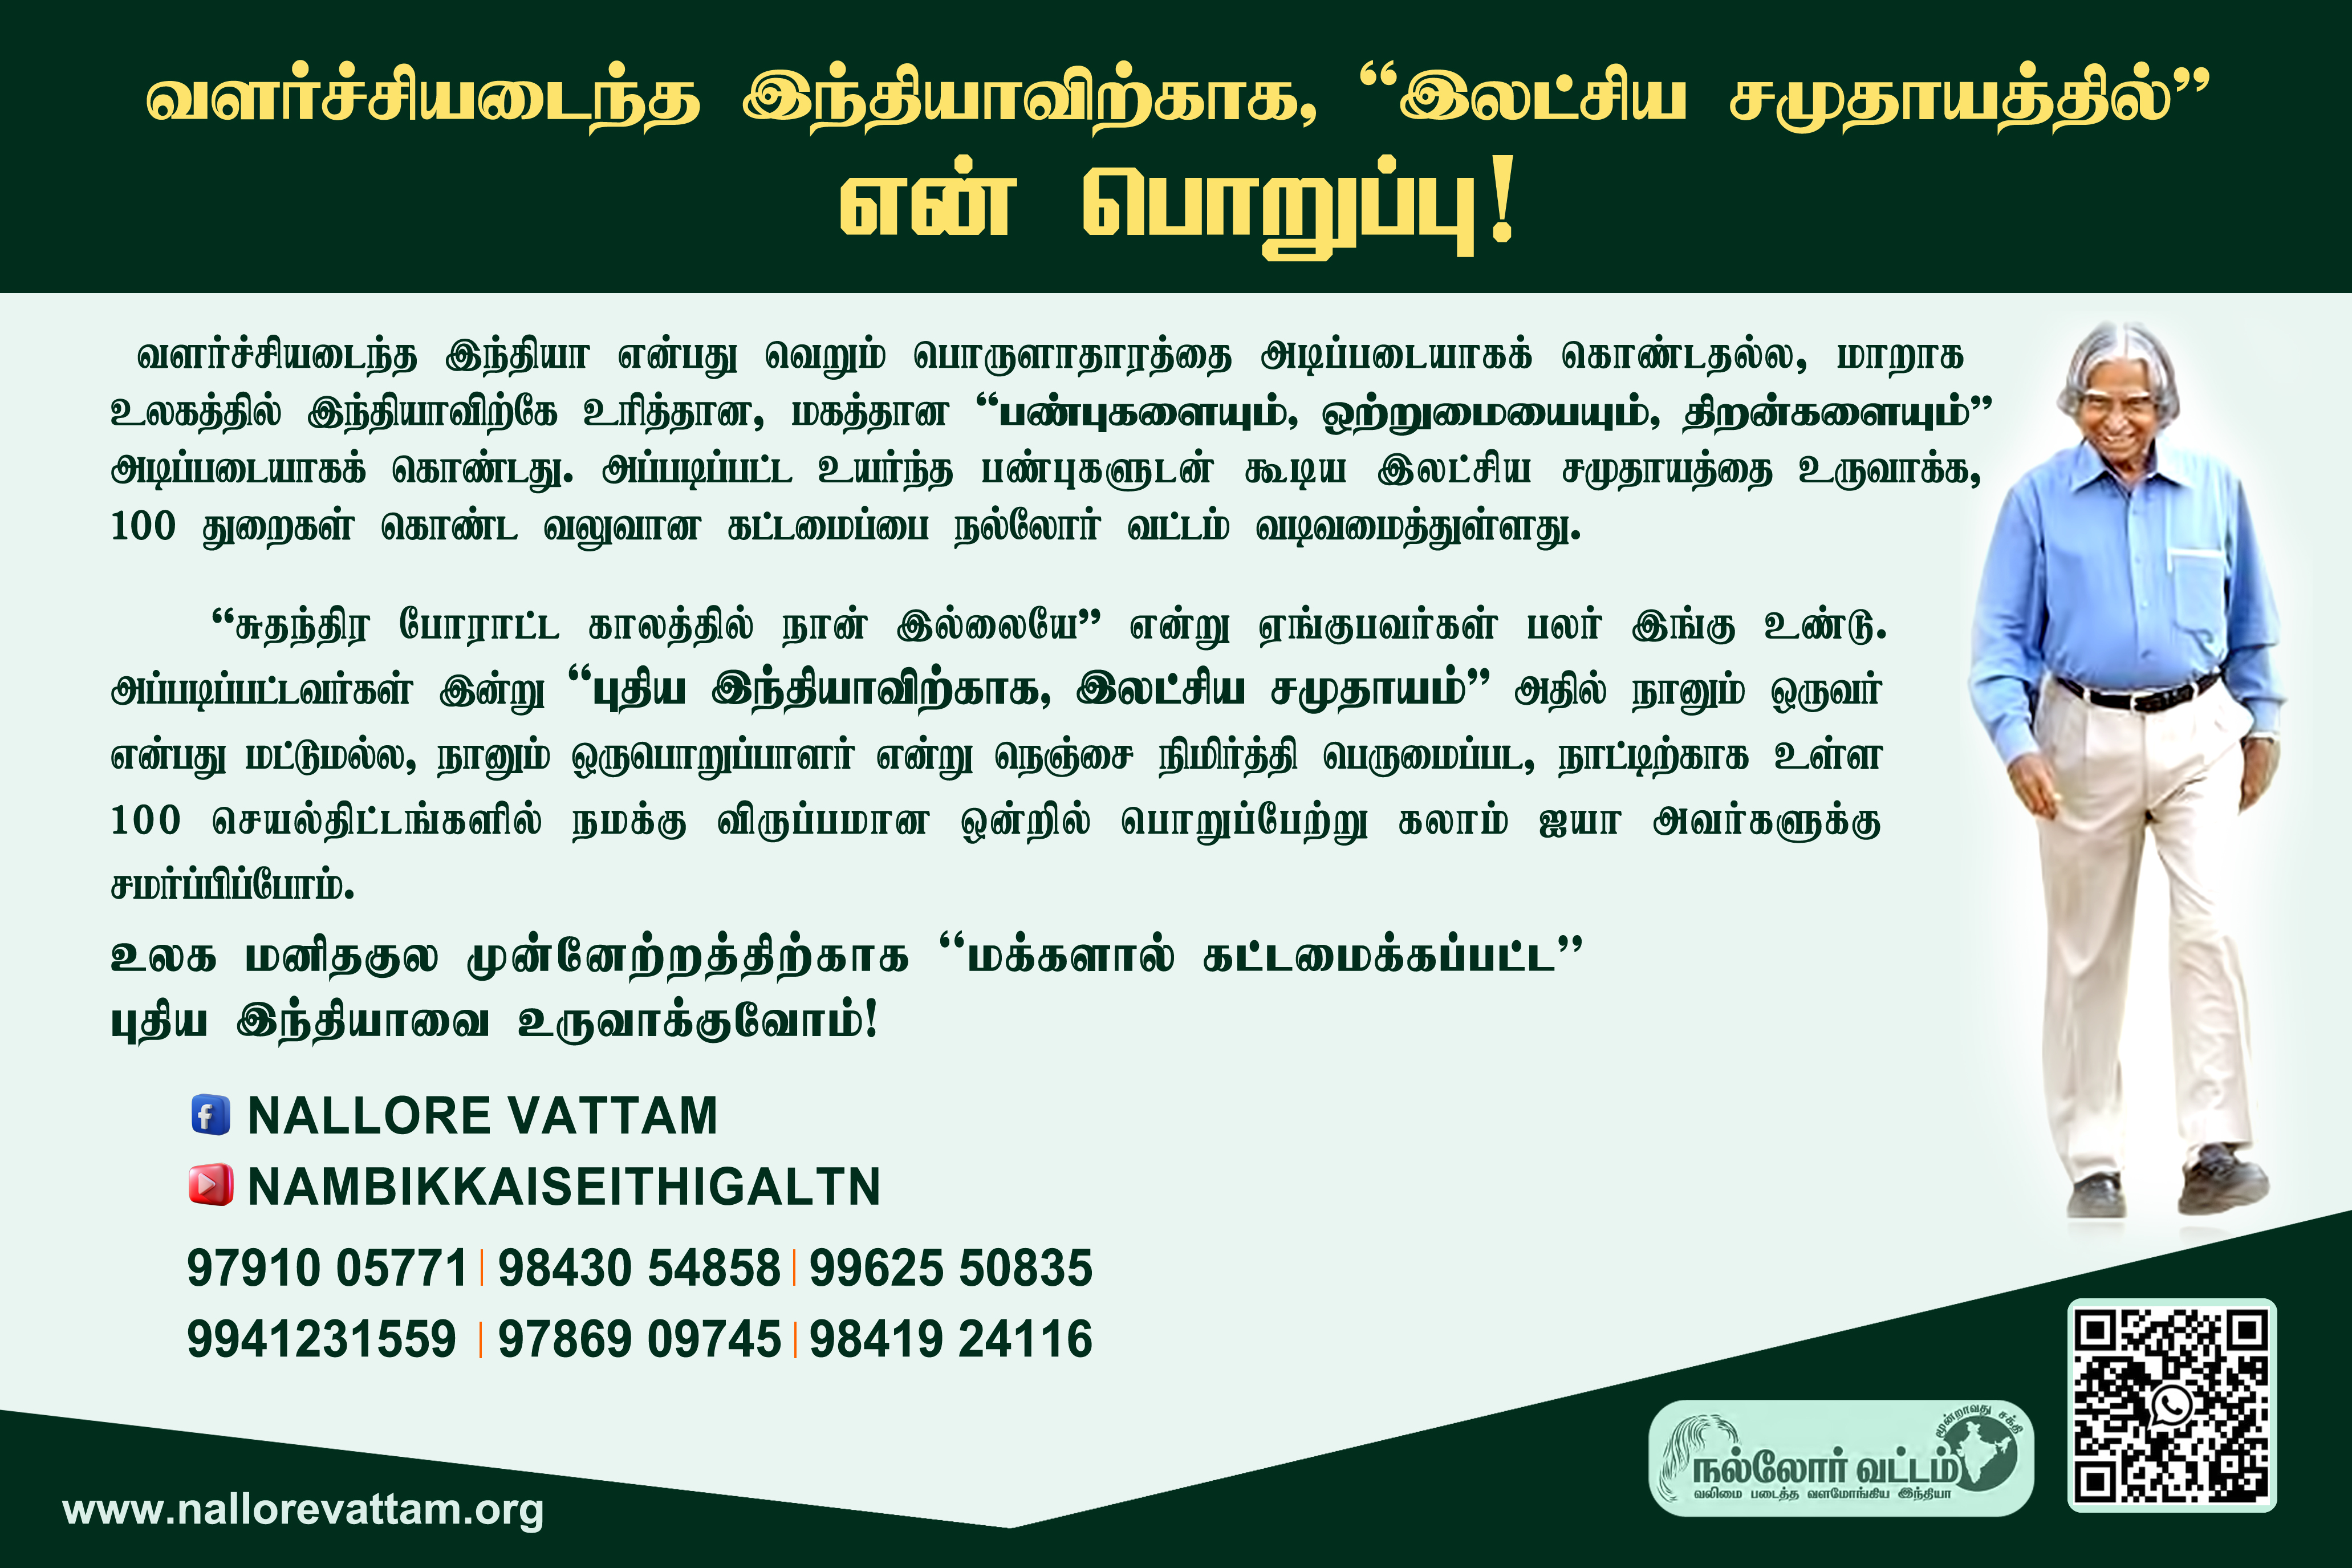 வளர்ச்சியடைந்த இந்தியாவிற்காக, “இலட்சிய சமுதாயத்தில்”
என் பொறுப்பு!
வளர்ச்சியடைந்த இந்தியா என்பது வெறும் பொருளாதாரத்தை அடிப்படையாகக் கொண்டதல்ல, மாறாக
உலகத்தில் இந்தியாவிற்கே உரித்தான, மகத்தான “பண்புகளையும், ஒற்றுமையையும், திறன்களையும்”
அடிப்படையாகக் கொண்டது. அப்படிப்பட்ட உயர்ந்த பண்புகளுடன் கூடிய இலட்சிய சமுதாயத்தை உருவாக்க,
100 துறைகள் கொண்ட வலுவான கட்டமைப்பை நல்லோர் வட்டம் வடிவமைத்துள்ளது.
“சுதந்திர போராட்ட காலத்தில் நான் இல்லையே” என்று ஏங்குபவர்கள் பலர் இங்கு உண்டு.
அப்படிப்பட்டவர்கள் இன்று “புதிய இந்தியாவிற்காக, இலட்சிய சமுதாயம்” அதில் நானும் ஒருவர்
என்பது மட்டுமல்ல, நானும் ஒருபொறுப்பாளர் என்று நெஞ்சை நிமிர்த்தி பெருமைப்பட, நாட்டிற்காக உள்ள
100 செயல்திட்டங்களில் நமக்கு விருப்பமான ஒன்றில் பொறுப்பேற்று கலாம் ஐயா அவர்களுக்கு
சமர்ப்பிப்போம்.
உலக மனிதகுல முன்னேற்றத்திற்காக “மக்களால் கட்டமைக்கப்பட்ட”
புதிய இந்தியாவை உருவாக்குவோம்!
NALLORE VATTAM
NAMBIKKAISEITHIGALTN
97910 05771 | 98430 54858 | 99625 50835
9941231559 | 97869 09745 | 98419 24116
மூன்றாவது சக்தி
நல்லோர் வட்டம்
வலிமை படைத்த வளமோங்கிய இந்தியா
www.nallorevattam.org